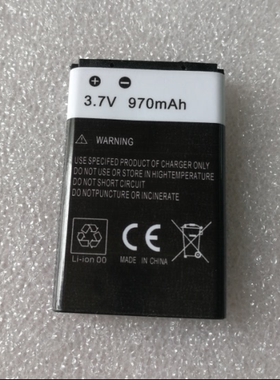 + -
3.7V 970mAh
WARNING
USE SPECIFIED PRODUCT OF CHARGER ONLY
DO NOT USE OR STORE IN HIGHTEMPERATURE
DO NOT SHORT CIRCUIT
DO NOTPUNCTURE OR INCINERATE
CE
Li-ion 00 MADE IN CHINA